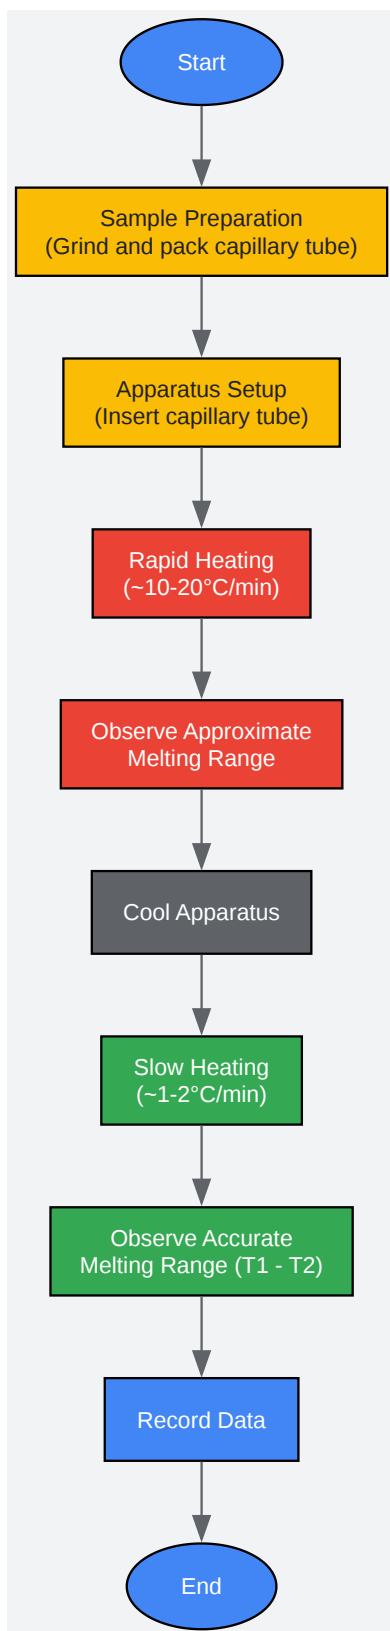 Start
Sample Preparation
(Grind and pack capillary tube)
Apparatus Setup
(Insert capillary tube)
Rapid Heating
(~10-20°C/min)
Observe Approximate
Melting Range
Cool Apparatus
Slow Heating
(~1-2°C/min)
Observe Accurate
Melting Range (T1 - T2)
Record Data
End